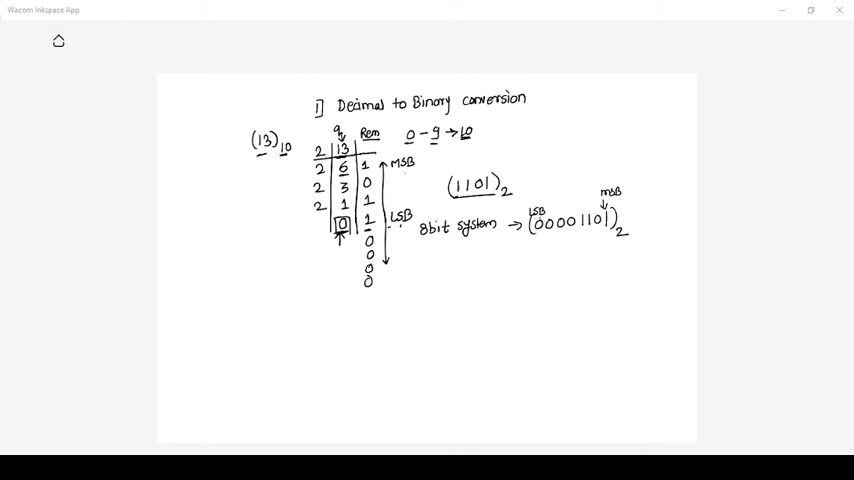 Wacom Inkspace App
1] Decimal to Binary conversion
(13)10
q Rem 0 - 9 → 10
2 13
2 6 1 MSB
2 3 0
2 1 1
0 1 LSB
0
0
0
0
(1101)2
8bit system → (00001101)2
LSB
MSB